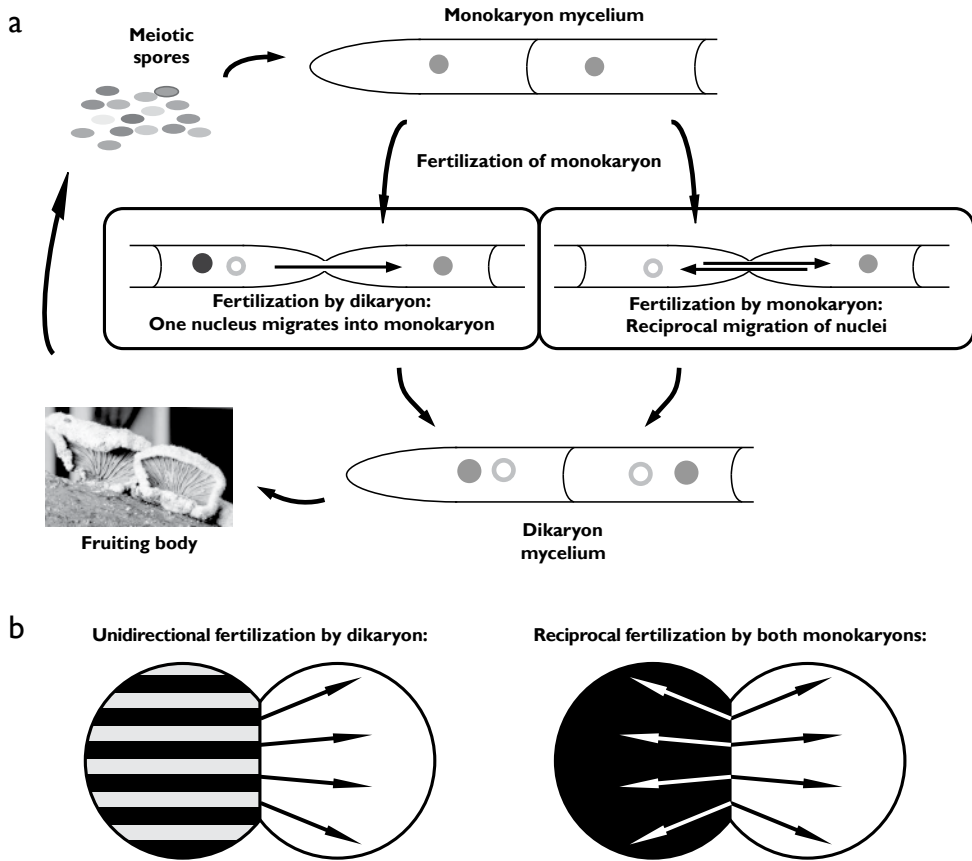 a
Monokaryon mycelium
Meiotic
spores
Fertilization of monokaryon
Fertilization by dikaryon:
One nucleus migrates into monokaryon
Fertilization by monokaryon:
Reciprocal migration of nuclei
Fruiting body
Dikaryon
mycelium
b
Unidirectional fertilization by dikaryon:
Reciprocal fertilization by both monokaryons: